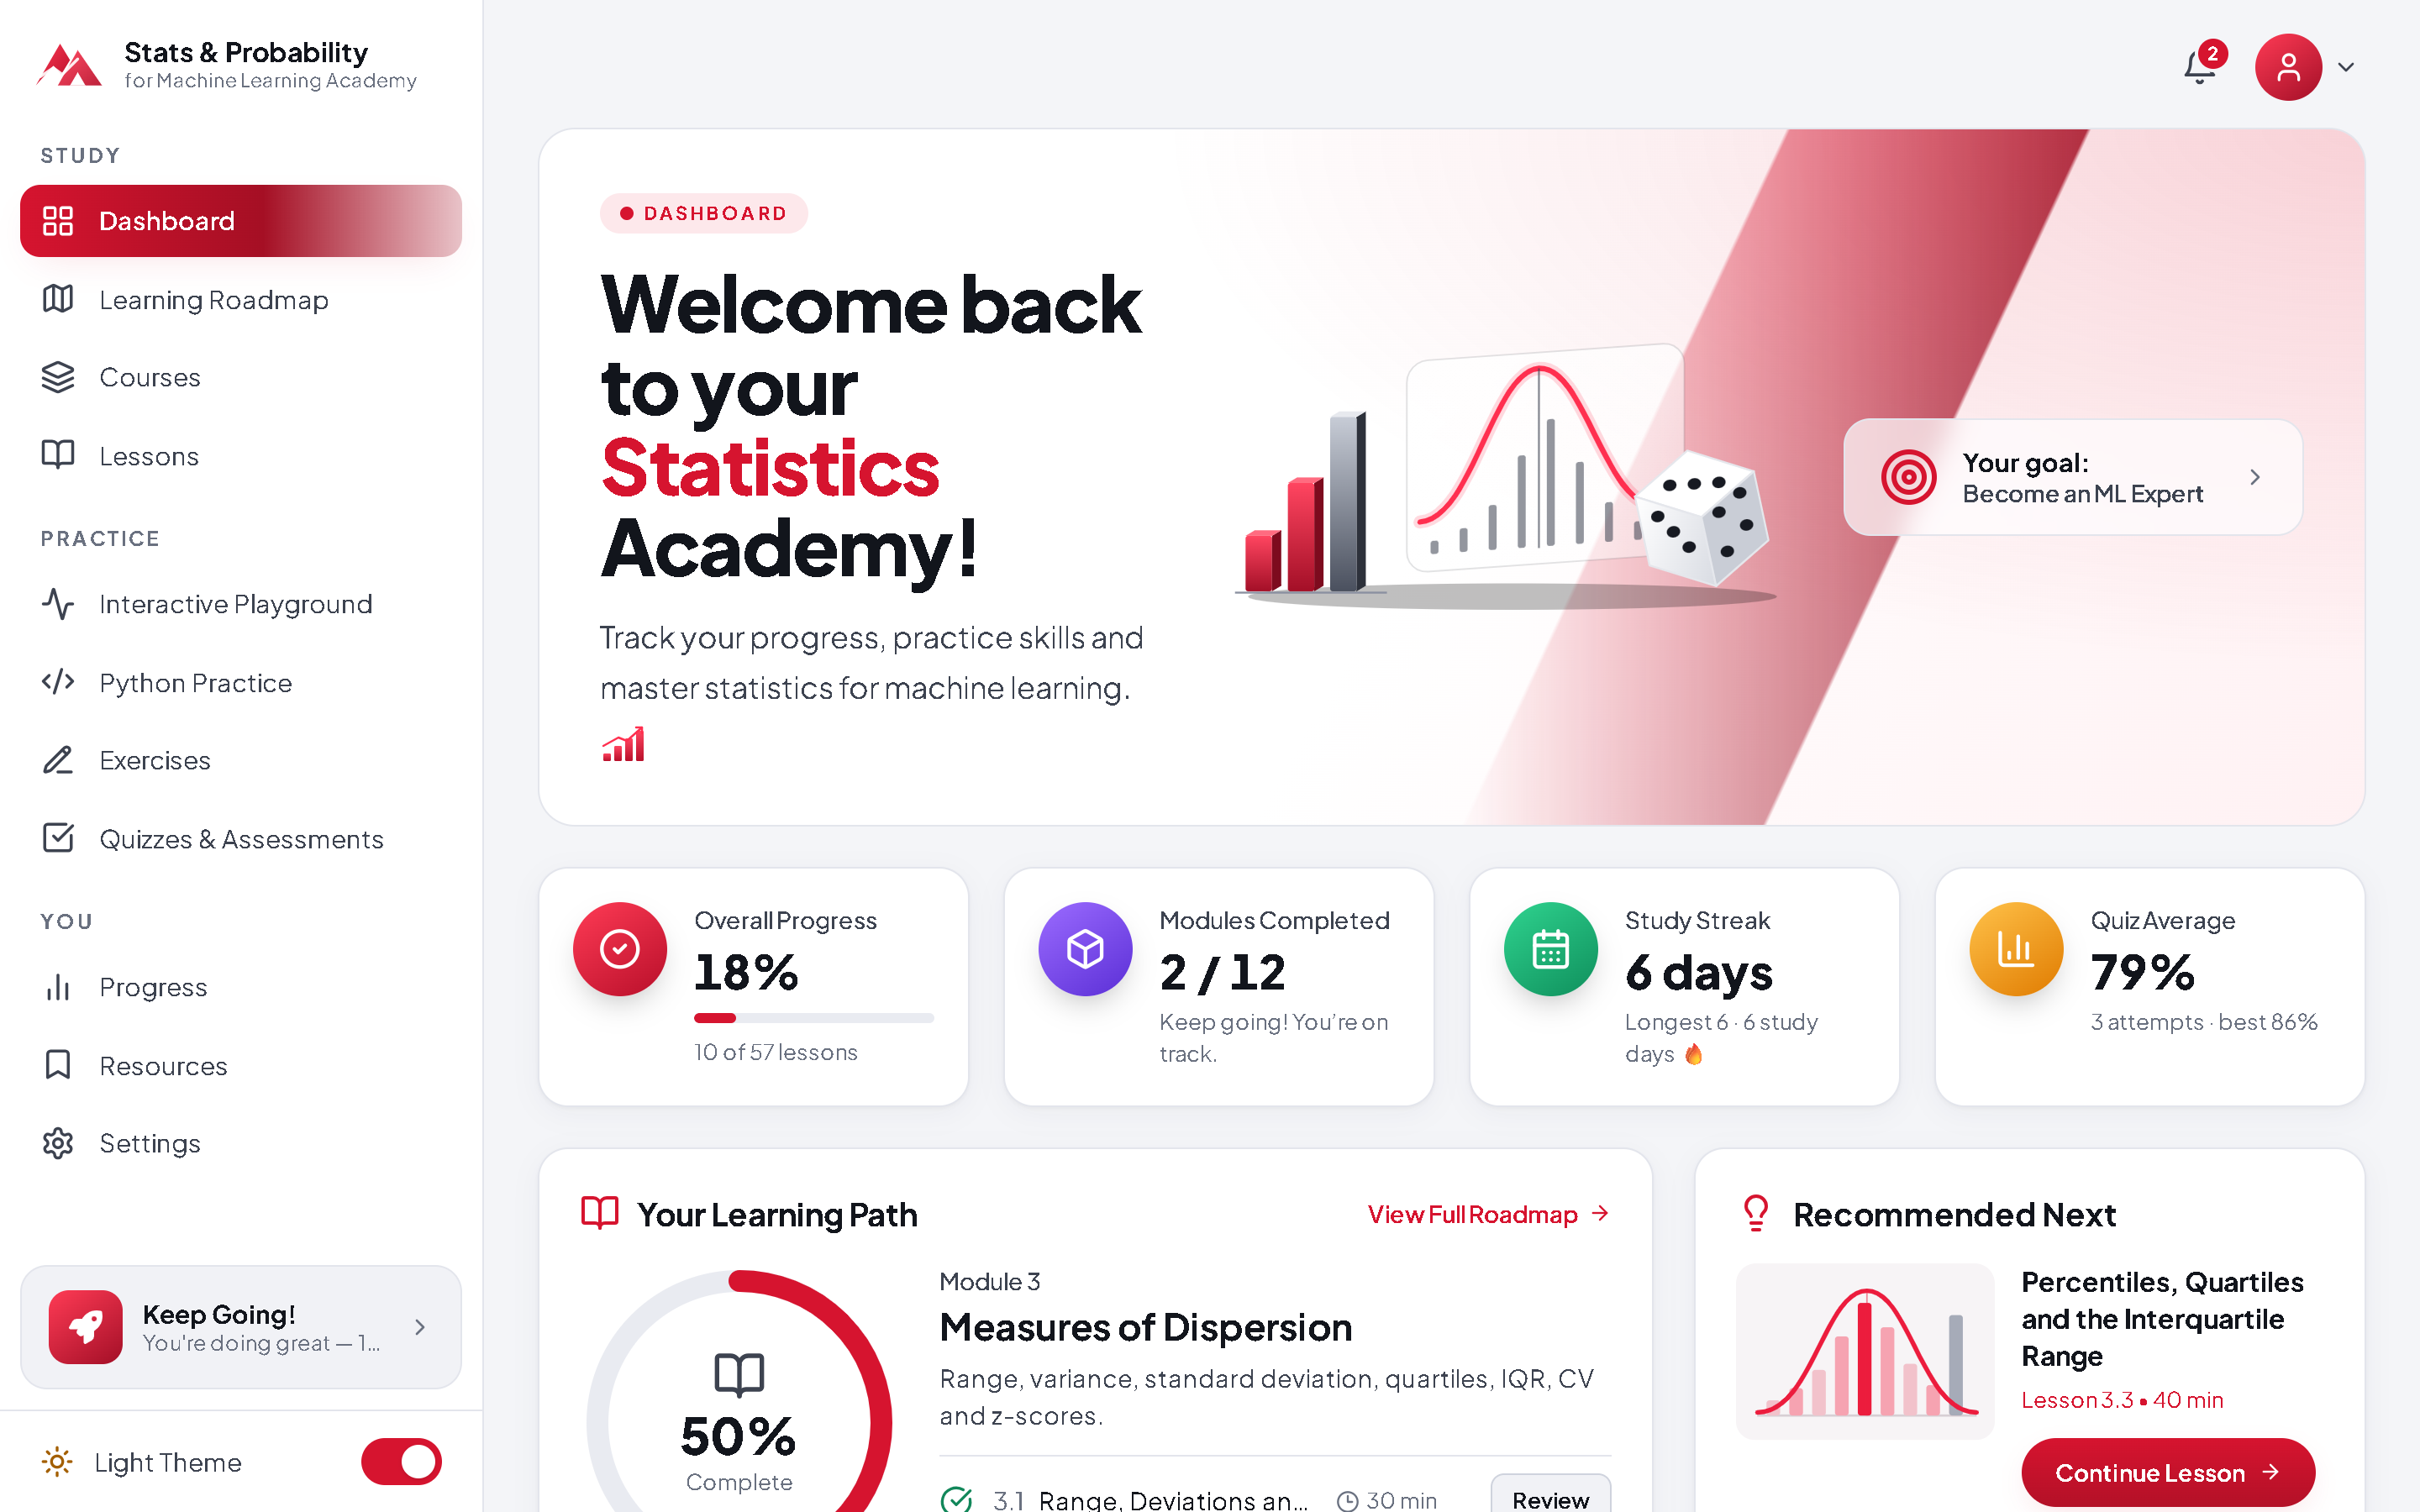 Stats & Probability
for Machine Learning Academy
STUDY
Dashboard
Learning Roadmap
Courses
Lessons
PRACTICE
Interactive Playground
Python Practice
Exercises
Quizzes & Assessments
YOU
Progress
Resources
Settings
Keep Going!
You're doing great — 1...
Light Theme
2
DASHBOARD
Welcome back
to your
Statistics
Academy!
Track your progress, practice skills and
master statistics for machine learning.
Your goal:
Become an ML Expert
Overall Progress
18%
10 of 57 lessons
Modules Completed
2 / 12
Keep going! You’re on
track.
Study Streak
6 days
Longest 6 · 6 study
days 🔥
Quiz Average
79%
3 attempts · best 86%
Your Learning Path
View Full Roadmap →
50%
Complete
Module 3
Measures of Dispersion
Range, variance, standard deviation, quartiles, IQR, CV
and z-scores.
3.1 Range, Deviations an... 30 min Review
Recommended Next
Percentiles, Quartiles
and the Interquartile
Range
Lesson 3.3 • 40 min
Continue Lesson →